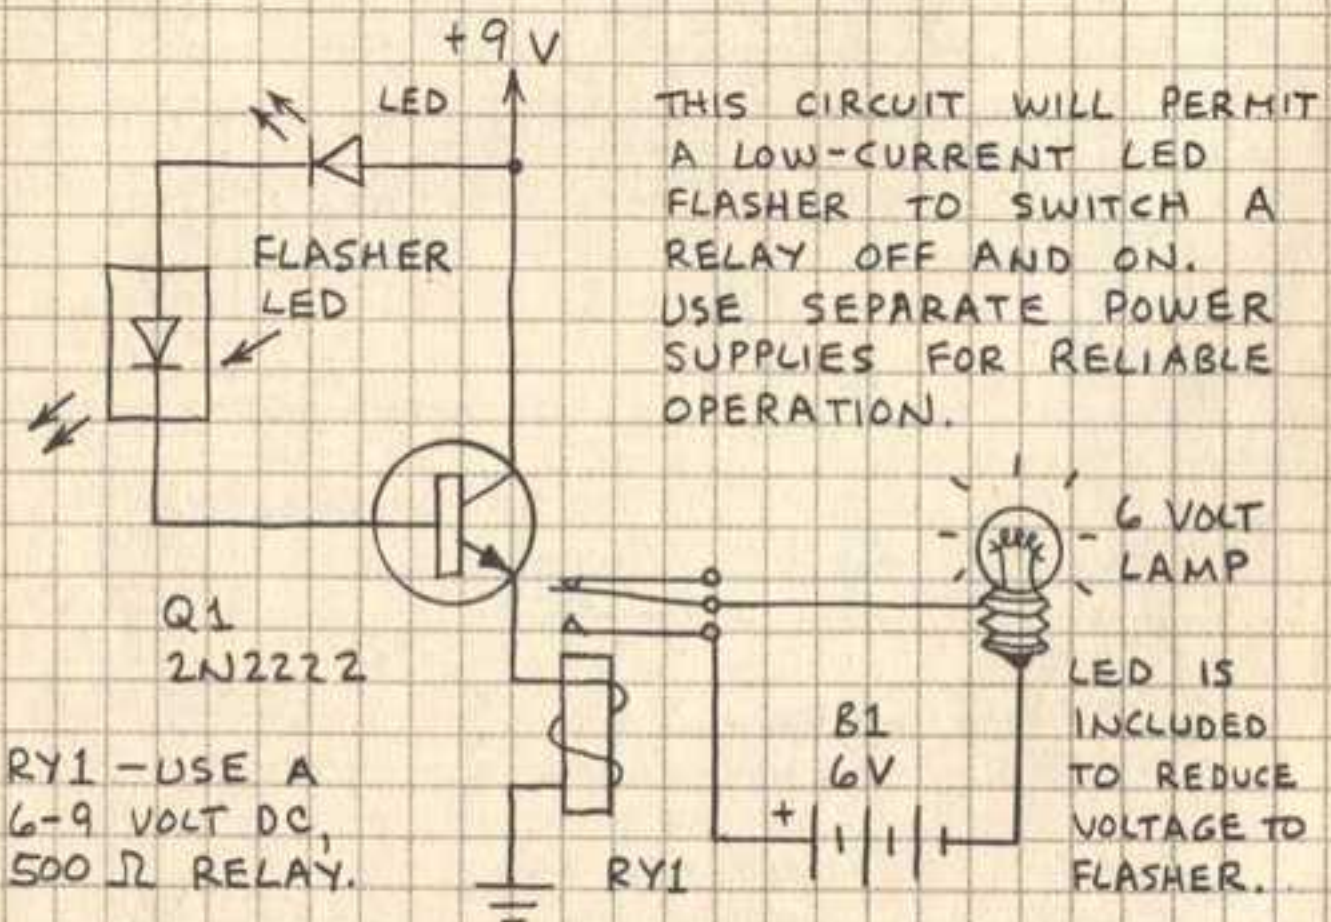 +9V
LED
THIS CIRCUIT WILL PERMIT
A LOW-CURRENT LED
FLASHER TO SWITCH A
RELAY OFF AND ON.
USE SEPARATE POWER
SUPPLIES FOR RELIABLE
OPERATION.
FLASHER
LED
6 VOLT
LAMP
Q1
2N2222
LED IS
INCLUDED
TO REDUCE
VOLTAGE TO
FLASHER.
B1
6V
+
RY1 - USE A
6-9 VOLT DC,
500 Ω RELAY.
RY1